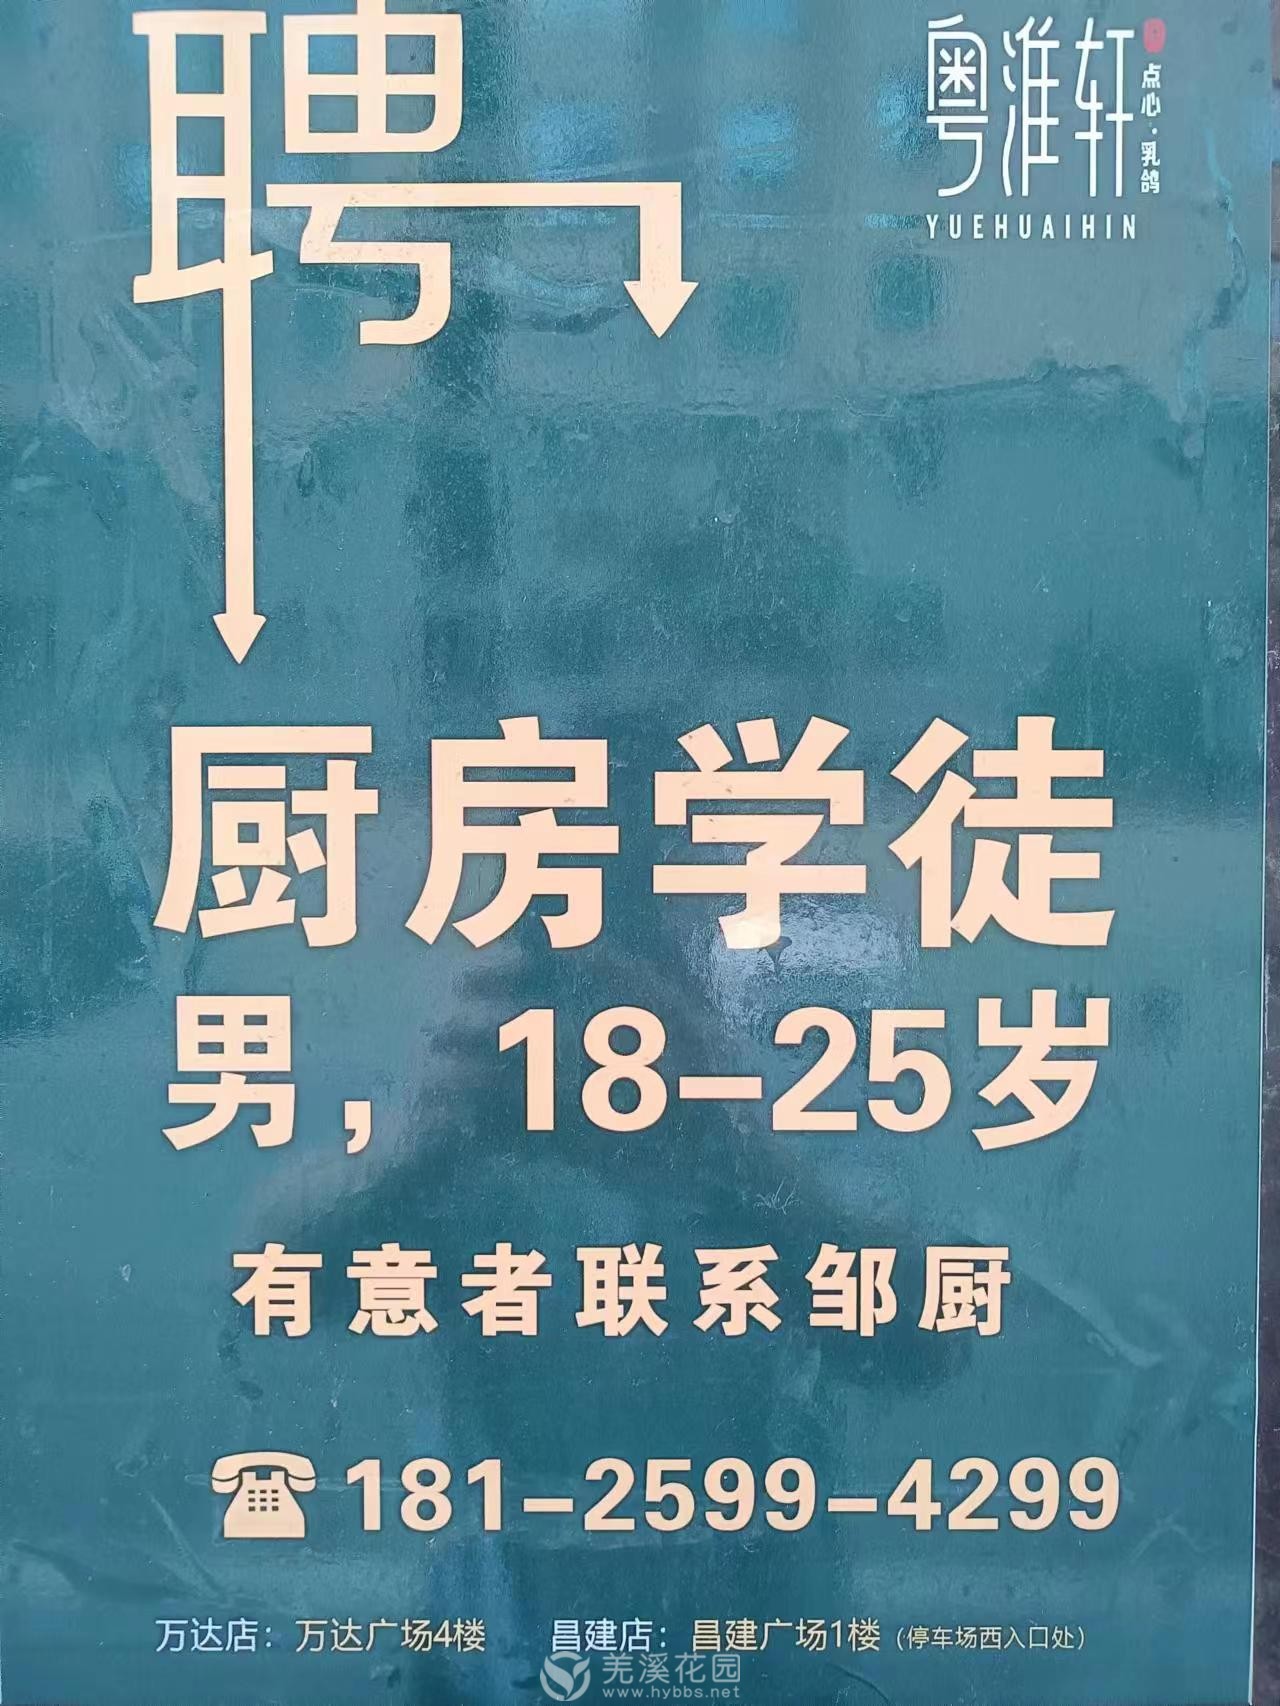 聘
粤淮轩
点心·乳鸽
YUEHUAIHIN
厨房学徒
男，18-25岁
有意者联系邹厨
☎181-2599-4299
万达店：万达广场4楼 昌建店：昌建广场1楼（停车场西入口处）
羌溪花园
www.hybbs.net